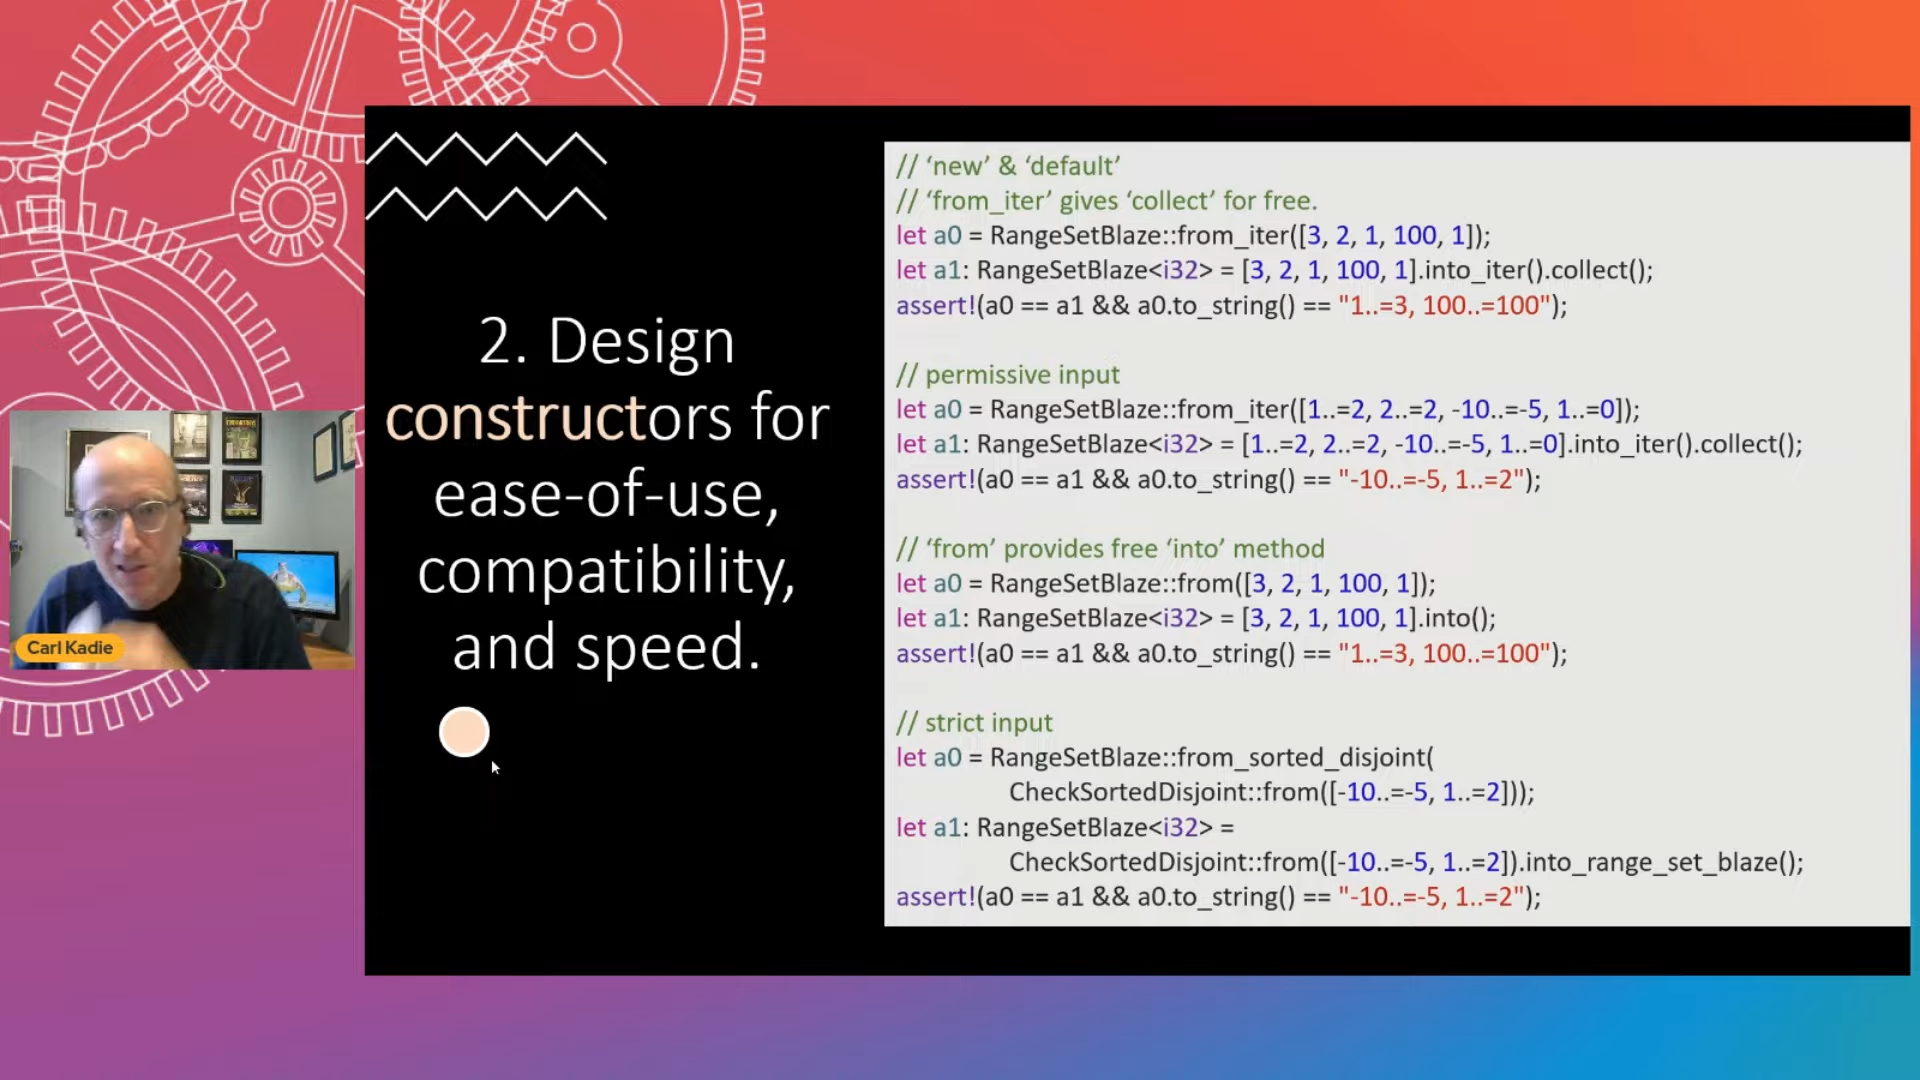 2. Design
constructors for
ease-of-use,
compatibility,
and speed.
Carl Kadie
// ‘new’ & ‘default’
// ‘from_iter’ gives ‘collect’ for free.
let a0 = RangeSetBlaze::from_iter([3, 2, 1, 100, 1]);
let a1: RangeSetBlaze<i32> = [3, 2, 1, 100, 1].into_iter().collect();
assert!(a0 == a1 && a0.to_string() == "1..=3, 100..=100");
// permissive input
let a0 = RangeSetBlaze::from_iter([1..=2, 2..=2, -10..=-5, 1..=0]);
let a1: RangeSetBlaze<i32> = [1..=2, 2..=2, -10..=-5, 1..=0].into_iter().collect();
assert!(a0 == a1 && a0.to_string() == "-10..=-5, 1..=2");
// ‘from’ provides free ‘into’ method
let a0 = RangeSetBlaze::from([3, 2, 1, 100, 1]);
let a1: RangeSetBlaze<i32> = [3, 2, 1, 100, 1].into();
assert!(a0 == a1 && a0.to_string() == "1..=3, 100..=100");
// strict input
let a0 = RangeSetBlaze::from_sorted_disjoint(
CheckSortedDisjoint::from([-10..=-5, 1..=2]));
let a1: RangeSetBlaze<i32> =
CheckSortedDisjoint::from([-10..=-5, 1..=2]).into_range_set_blaze();
assert!(a0 == a1 && a0.to_string() == "-10..=-5, 1..=2");